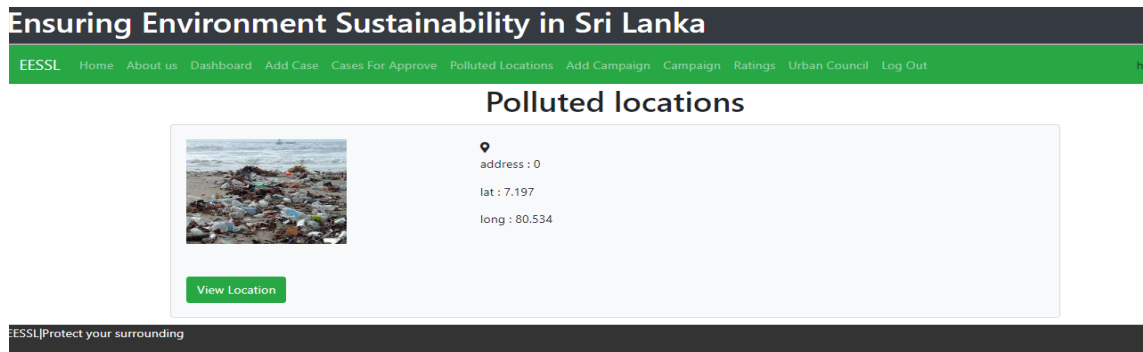 Ensuring Environment Sustainability in Sri Lanka
EESSL Home About us Dashboard Add Case Cases For Approve Polluted Locations Add Campaign Campaign Ratings Urban Council Log Out
Polluted locations
address : 0
lat : 7.197
long : 80.534
View Location
EESSL|Protect your surrounding